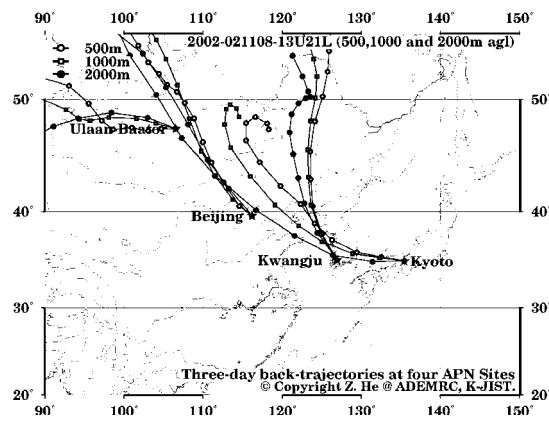 90° 100° 110° 120° 130° 140° 150°
2002-021108-13U21L (500,1000 and 2000m agl)
500m
1000m
2000m
50° 50°
Ulaan Baator
40° 40°
Beijing
Kwangju
Kyoto
30° 30°
Three-day back-trajectories at four APN Sites
© Copyright Z. He @ ADEMRC, K-JIST.
20° 20°
90° 100° 110° 120° 130° 140° 150°